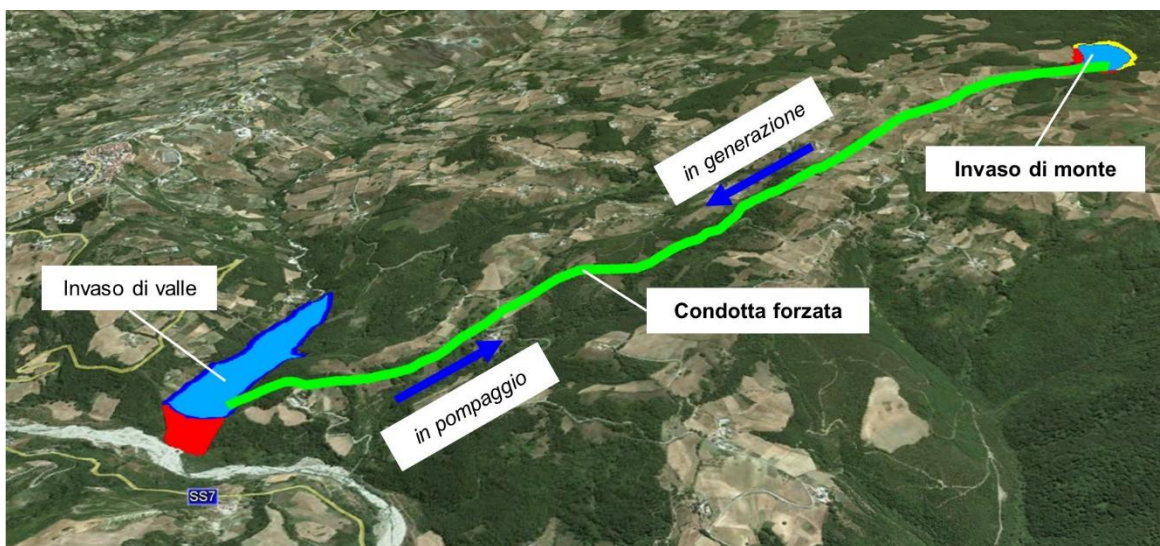 in generazione
Invaso di monte
Invaso di valle
Condotta forzata
in pompaggio
SS7